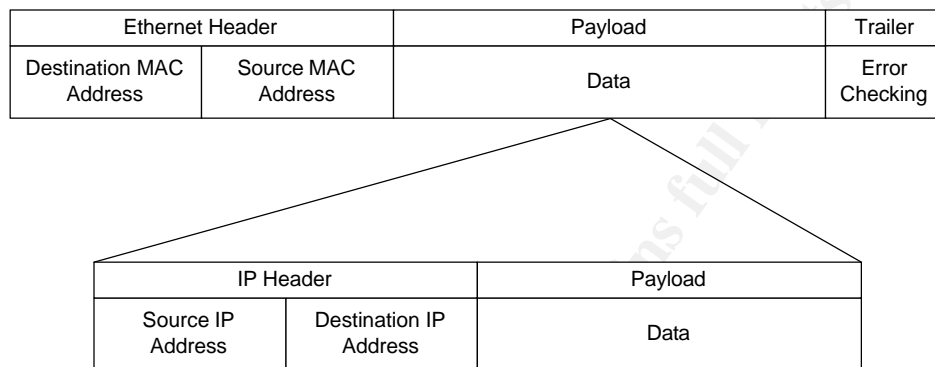 Ethernet Header Payload Trailer
Destination MAC Source MAC Data Error
Address Address Checking
IP Header Payload
Source IP Destination IP Data
Address Address